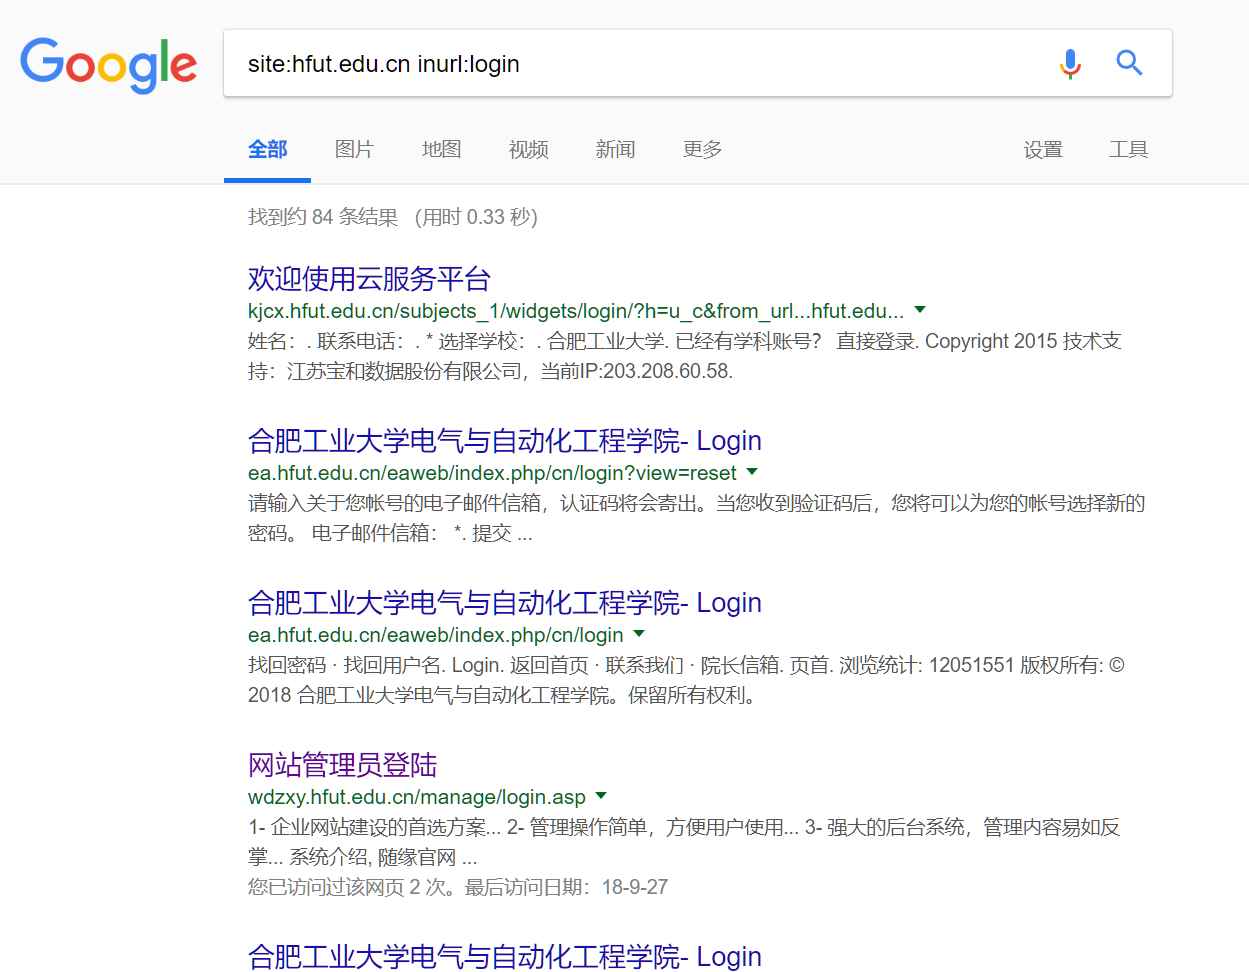 Google
site:hfut.edu.cn inurl:login
全部 图片 地图 视频 新闻 更多 设置 工具
找到约 84 条结果 (用时 0.33 秒)
欢迎使用云服务平台
kjcx.hfut.edu.cn/subjects_1/widgets/login/?h=u_c&from_url...hfut.edu...
姓名：. 联系电话：. * 选择学校：. 合肥工业大学. 已经有学科账号？ 直接登录. Copyright 2015 技术支
持：江苏宝和数据股份有限公司，当前IP:203.208.60.58.
合肥工业大学电气与自动化工程学院- Login
ea.hfut.edu.cn/eaweb/index.php/cn/login?view=reset
请输入关于您帐号的电子邮件信箱，认证码将会寄出。当您收到验证码后，您将可以为您的帐号选择新的
密码。 电子邮件信箱： *. 提交 ...
合肥工业大学电气与自动化工程学院- Login
ea.hfut.edu.cn/eaweb/index.php/cn/login
找回密码 · 找回用户名. Login. 返回首页 · 联系我们 · 院长信箱. 页首. 浏览统计: 12051551 版权所有: ©
2018 合肥工业大学电气与自动化工程学院。保留所有权利。
网站管理员登陆
wdzxy.hfut.edu.cn/manage/login.asp
1- 企业网站建设的首选方案... 2- 管理操作简单，方便用户使用... 3- 强大的后台系统，管理内容易如反
掌... 系统介绍, 随缘官网 ...
您已访问过该网页 2 次。最后访问日期：18-9-27
合肥工业大学电气与自动化工程学院- Login